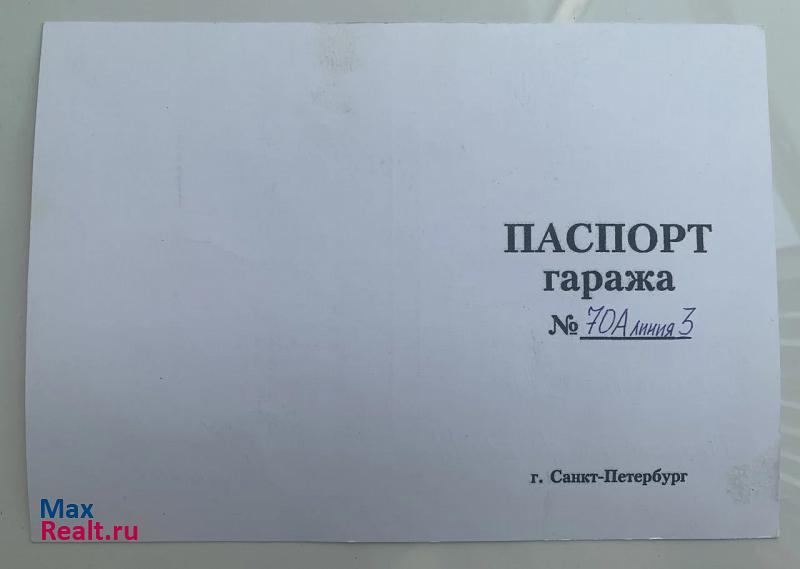 ПАСПОРТ
гаража
№ 70А линия 3
г. Санкт-Петербург
Max
Realt.ru